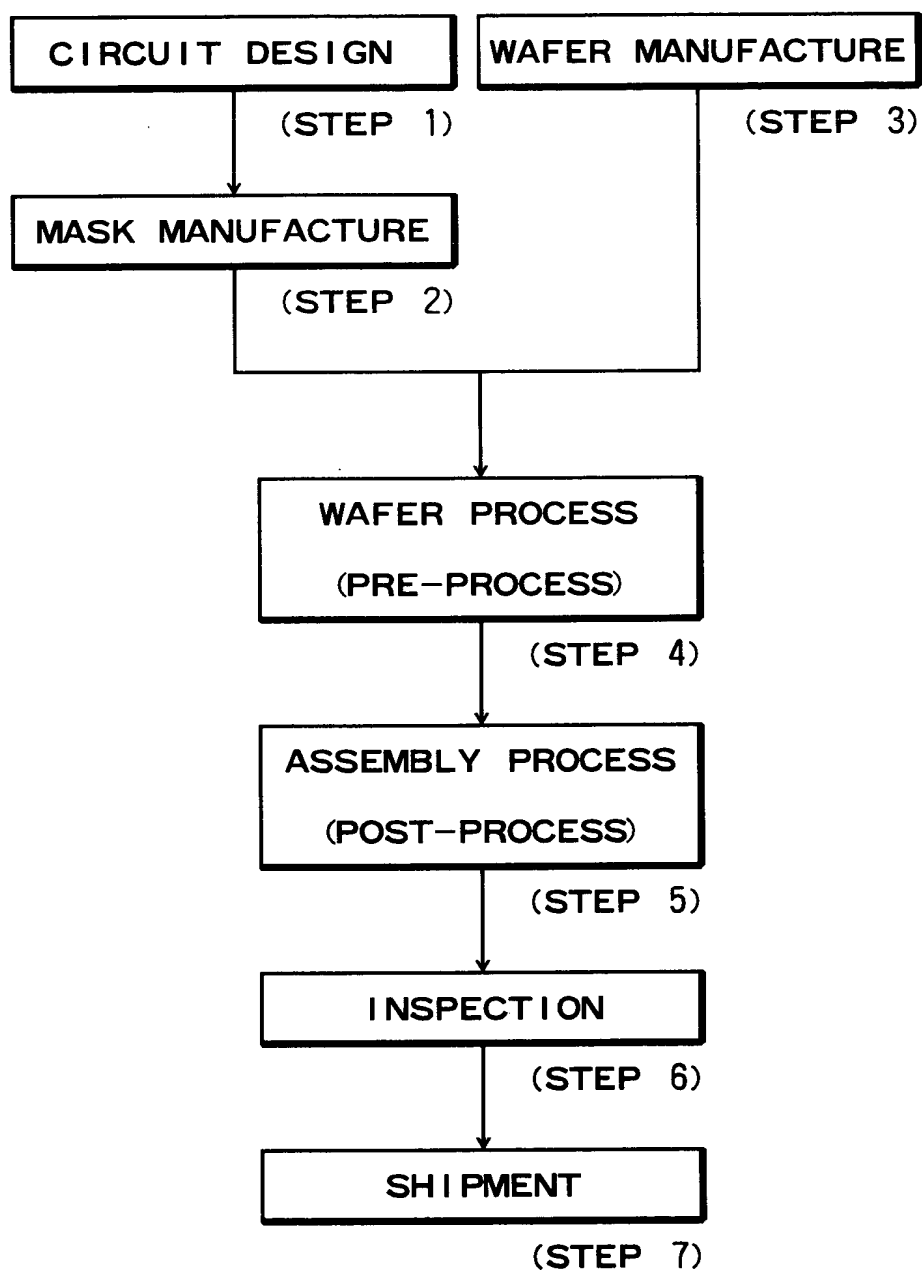 CIRCUIT DESIGN
(STEP 1)
MASK MANUFACTURE
(STEP 2)
WAFER MANUFACTURE
(STEP 3)
WAFER PROCESS
(PRE-PROCESS)
(STEP 4)
ASSEMBLY PROCESS
(POST-PROCESS)
(STEP 5)
INSPECTION
(STEP 6)
SHIPMENT
(STEP 7)